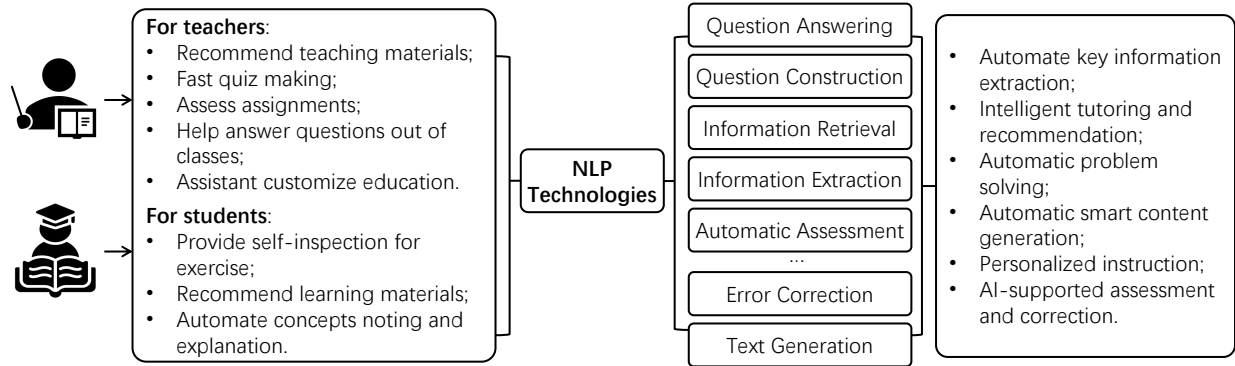 For teachers:
• Recommend teaching materials;
• Fast quiz making;
• Assess assignments;
• Help answer questions out of
classes;
• Assistant customize education.
For students:
• Provide self-inspection for
exercise;
• Recommend learning materials;
• Automate concepts noting and
explanation.
NLP
Technologies
Question Answering
Question Construction
Information Retrieval
Information Extraction
Automatic Assessment
...
Error Correction
Text Generation
• Automate key information
extraction;
• Intelligent tutoring and
recommendation;
• Automatic problem
solving;
• Automatic smart content
generation;
• Personalized instruction;
• AI-supported assessment
and correction.